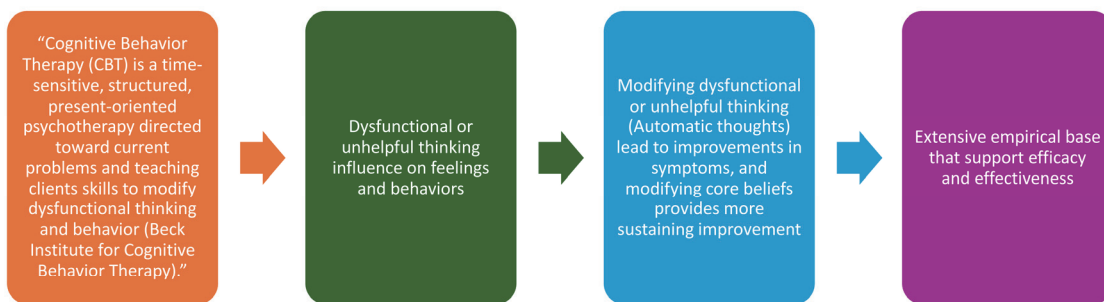 “Cognitive Behavior
Therapy (CBT) is a time-
sensitive, structured,
present-oriented
psychotherapy directed
toward current
problems and teaching
clients skills to modify
dysfunctional thinking
and behavior (Beck
Institute for Cognitive
Behavior Therapy).”
Dysfunctional or
unhelpful thinking
influence on feelings
and behaviors
Modifying dysfunctional
or unhelpful thinking
(Automatic thoughts)
lead to improvements in
symptoms, and
modifying core beliefs
provides more
sustaining improvement
Extensive empirical base
that support efficacy
and effectiveness